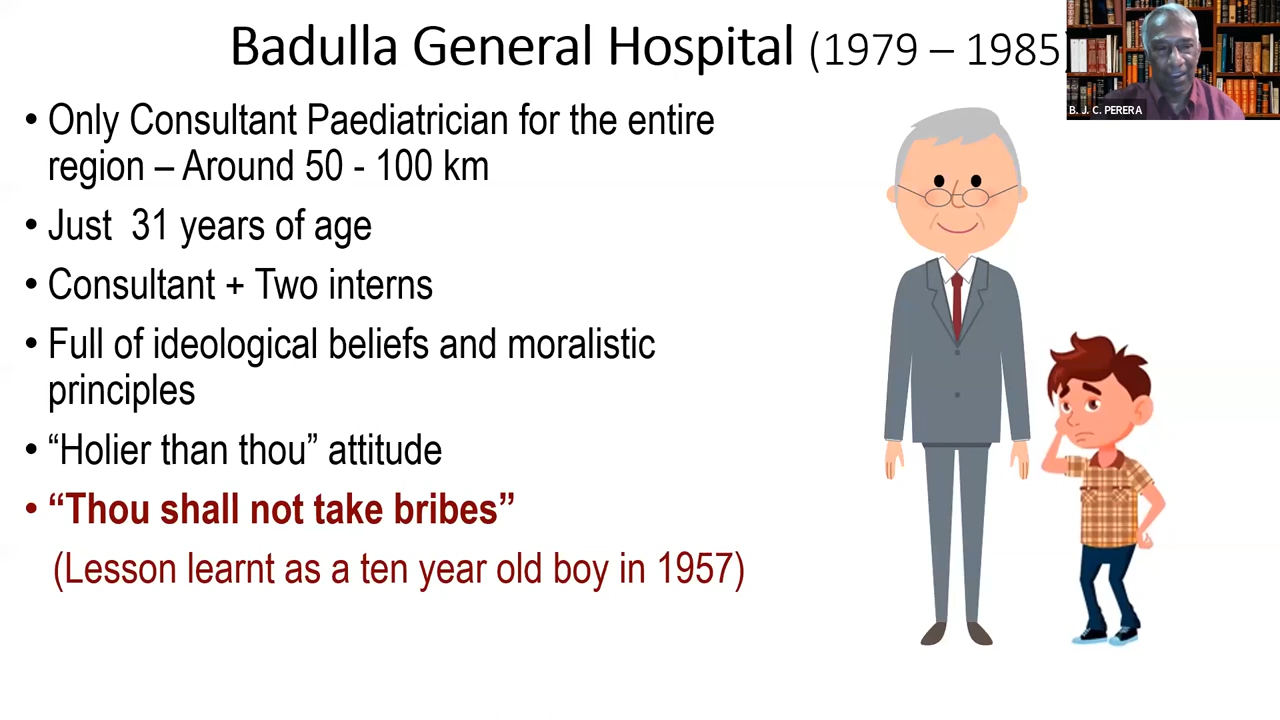 Badulla General Hospital (1979 – 1985)
B. J. C. PERERA
• Only Consultant Paediatrician for the entire
region – Around 50 - 100 km
• Just 31 years of age
• Consultant + Two interns
• Full of ideological beliefs and moralistic
principles
• “Holier than thou” attitude
• “Thou shall not take bribes”
(Lesson learnt as a ten year old boy in 1957)